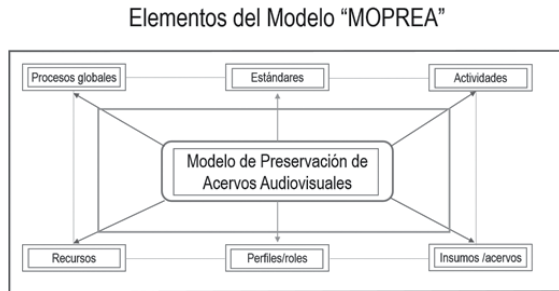 Elementos del Modelo “MOPREA”
Procesos globales
Estándares
Actividades
Modelo de Preservación de
Acervos Audiovisuales
Recursos
Perfiles/roles
Insumos /acervos